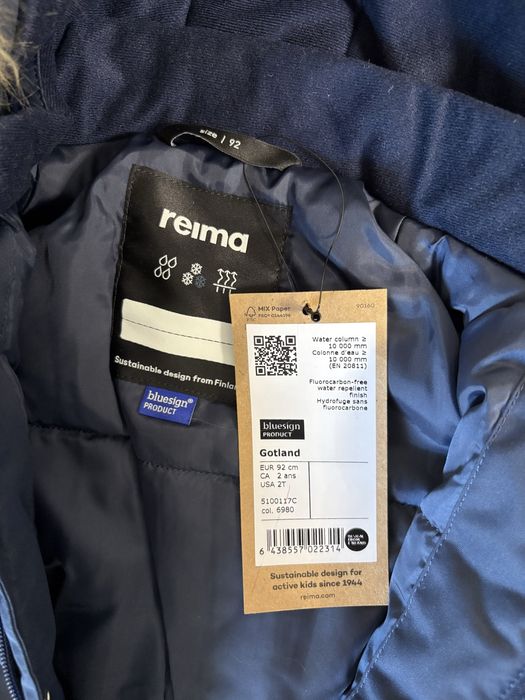 size | 92
reima
Sustainable design from Finland
bluesign®
PRODUCT
MIX Paper
90160
FSC
Water column ≥
10 000 mm
Colonne d'eau ≥
10 000 mm
(EN 20811)
Fluorocarbon-free
water repellent
finish
Hydrofuge sans
fluorocarbone
bluesign
PRODUCT
Gotland
EUR 92 cm
CA 2 ans
USA 2T
5100117C
col. 6980
6 438557 022314
Sustainable design for
active kids since 1944
reima.com